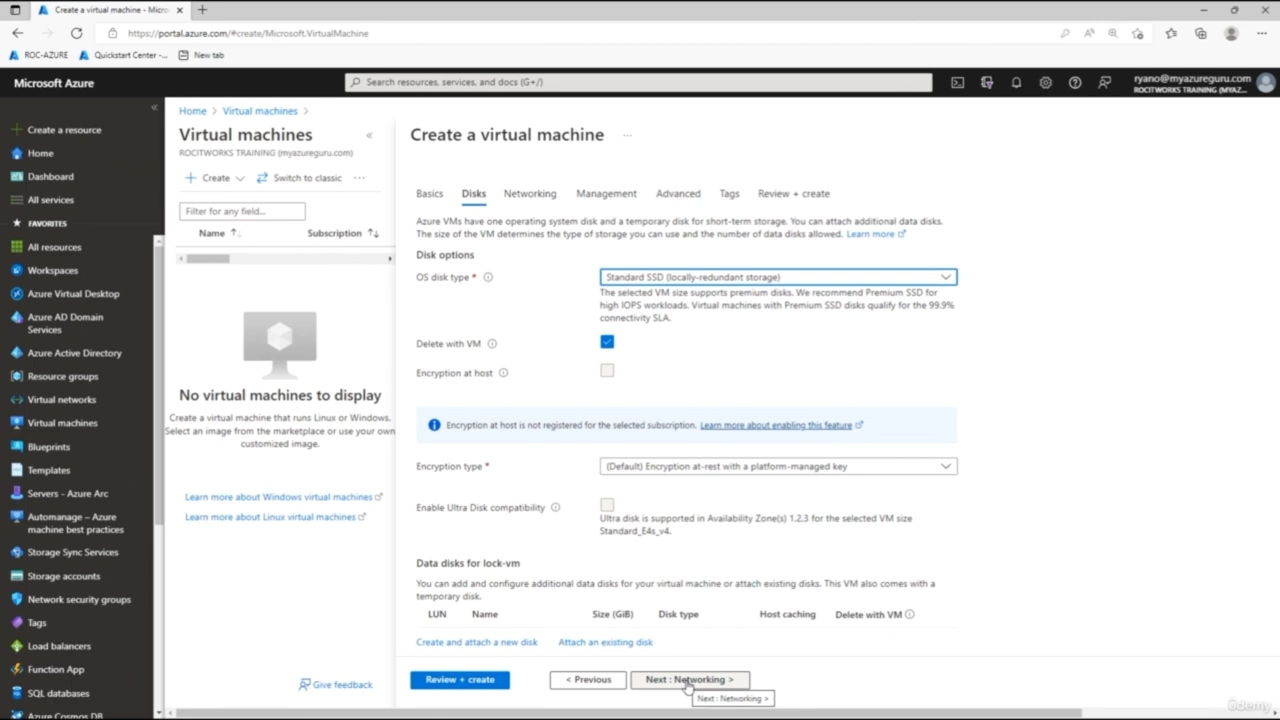 Create a virtual machine - Micro
https://portal.azure.com/#create/Microsoft.VirtualMachine
ROC-AZURE
Quickstart Center -...
New tab
Microsoft Azure
Search resources, services, and docs (G+/)
ryano@myazureguru.com
ROCITWORKS TRAINING (MYAZ...
Create a resource
Home
Dashboard
All services
FAVORITES
All resources
Workspaces
Azure Virtual Desktop
Azure AD Domain
Services
Azure Active Directory
Resource groups
Virtual networks
Virtual machines
Blueprints
Templates
Servers - Azure Arc
Automanage – Azure
machine best practices
Storage Sync Services
Storage accounts
Network security groups
Tags
Load balancers
Function App
SQL databases
Azure Cosmos DB
Home > Virtual machines >
Virtual machines
ROCITWORKS TRAINING (myazureguru.com)
Create
Switch to classic
Filter for any field...
Name
Subscription
No virtual machines to display
Create a virtual machine that runs Linux or Windows.
Select an image from the marketplace or use your own
customized image.
Learn more about Windows virtual machines
Learn more about Linux virtual machines
Give feedback
Create a virtual machine
Basics
Disks
Networking
Management
Advanced
Tags
Review + create
Azure VMs have one operating system disk and a temporary disk for short-term storage. You can attach additional data disks.
The size of the VM determines the type of storage you can use and the number of data disks allowed. Learn more
Disk options
OS disk type *
Standard SSD (locally-redundant storage)
The selected VM size supports premium disks. We recommend Premium SSD for
high IOPS workloads. Virtual machines with Premium SSD disks qualify for the 99.9%
connectivity SLA.
Delete with VM
Encryption at host
Encryption at host is not registered for the selected subscription. Learn more about enabling this feature
Encryption type *
(Default) Encryption at-rest with a platform-managed key
Enable Ultra Disk compatibility
Ultra disk is supported in Availability Zone(s) 1,2,3 for the selected VM size
Standard_E4s_v4.
Data disks for lock-vm
You can add and configure additional data disks for your virtual machine or attach existing disks. This VM also comes with a
temporary disk.
LUN
Name
Size (GiB)
Disk type
Host caching
Delete with VM
Create and attach a new disk
Attach an existing disk
Review + create
< Previous
Next : Networking >
Next : Networking >
ûdemy